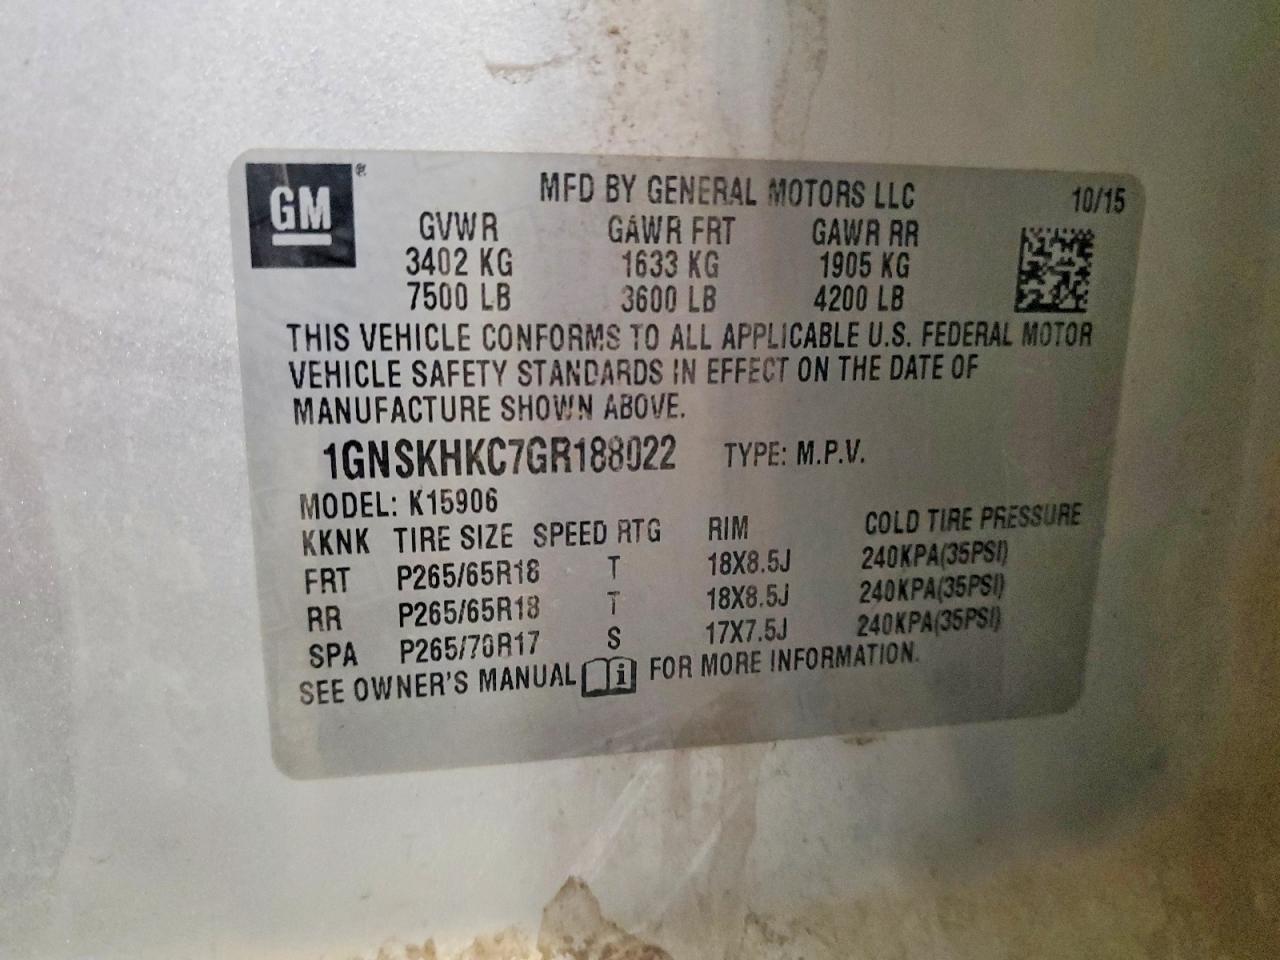 GM ®
MFD BY GENERAL MOTORS LLC 10/15
GVWR GAWR FRT GAWR RR
3402 KG 1633 KG 1905 KG
7500 LB 3600 LB 4200 LB
THIS VEHICLE CONFORMS TO ALL APPLICABLE U.S. FEDERAL MOTOR
VEHICLE SAFETY STANDARDS IN EFFECT ON THE DATE OF
MANUFACTURE SHOWN ABOVE.
1GNSKHKC7GR188022 TYPE: M.P.V.
MODEL: K15906
KKNK TIRE SIZE SPEED RTG RIM COLD TIRE PRESSURE
FRT P265/65R18 T 18X8.5J 240KPA(35PSI)
RR P265/65R18 T 18X8.5J 240KPA(35PSI)
SPA P265/70R17 S 17X7.5J 240KPA(35PSI)
SEE OWNER'S MANUAL i FOR MORE INFORMATION.